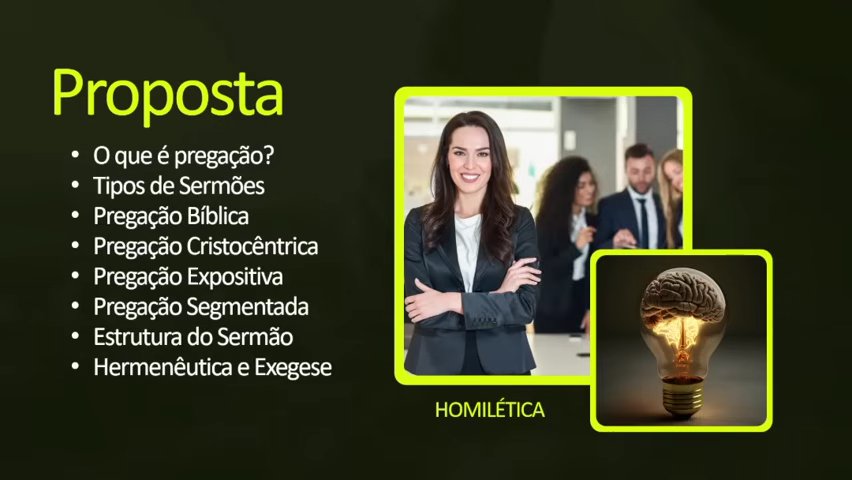 Proposta
• O que é pregação?
• Tipos de Sermões
• Pregação Bíblica
• Pregação Cristocêntrica
• Pregação Expositiva
• Pregação Segmentada
• Estrutura do Sermão
• Hermenêutica e Exegese
HOMILÉTICA